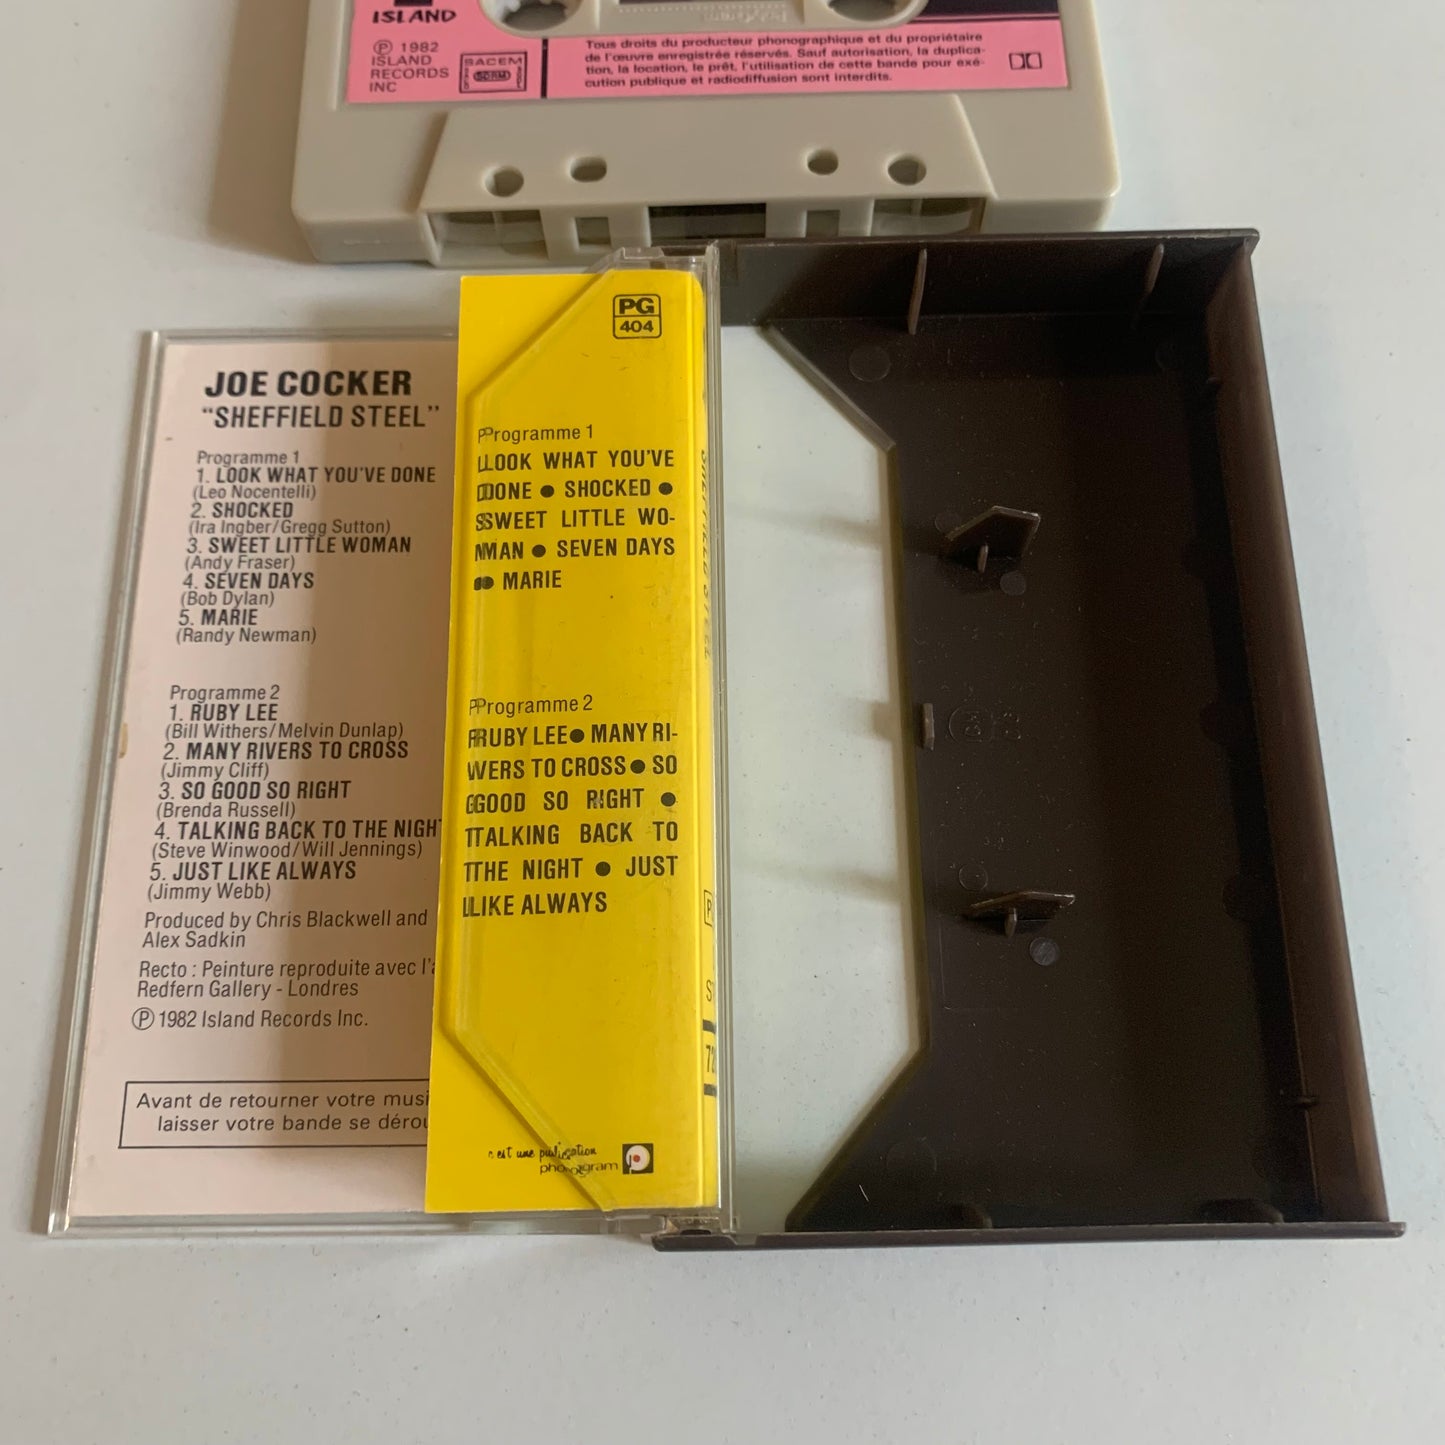 ISLAND
Ⓟ 1982
ISLAND
RECORDS
INC
SACEM
SDRM
Tous droits du producteur phonographique et du propriétaire
de l'œuvre enregistrée réservés. Sauf autorisation, la duplica-
tion, la location, le prêt, l'utilisation de cette bande pour exé-
cution publique et radiodiffusion sont interdits.
JOE COCKER
"SHEFFIELD STEEL"
Programme 1
1. LOOK WHAT YOU'VE DONE
(Leo Nocentelli)
2. SHOCKED
(Ira Ingber/Gregg Sutton)
3. SWEET LITTLE WOMAN
(Andy Fraser)
4. SEVEN DAYS
(Bob Dylan)
5. MARIE
(Randy Newman)
Programme 2
1. RUBY LEE
(Bill Withers/Melvin Dunlap)
2. MANY RIVERS TO CROSS
(Jimmy Cliff)
3. SO GOOD SO RIGHT
(Brenda Russell)
4. TALKING BACK TO THE NIGHT
(Steve Winwood/Will Jennings)
5. JUST LIKE ALWAYS
(Jimmy Webb)
Produced by Chris Blackwell and
Alex Sadkin
Recto : Peinture reproduite avec l'a
Redfern Gallery - Londres
Ⓟ 1982 Island Records Inc.
Avant de retourner votre musi
laisser votre bande se dérou
PG
404
Programme 1
LOOK WHAT YOU'VE
DONE ● SHOCKED ●
SWEET LITTLE WO-
MAN ● SEVEN DAYS
● MARIE
Programme 2
RUBY LEE ● MANY RI-
VERS TO CROSS ● SO
GOOD SO RIGHT ●
TALKING BACK TO
THE NIGHT ● JUST
LIKE ALWAYS
c'est une publication
phonogram
SHEFFIELD STEEL